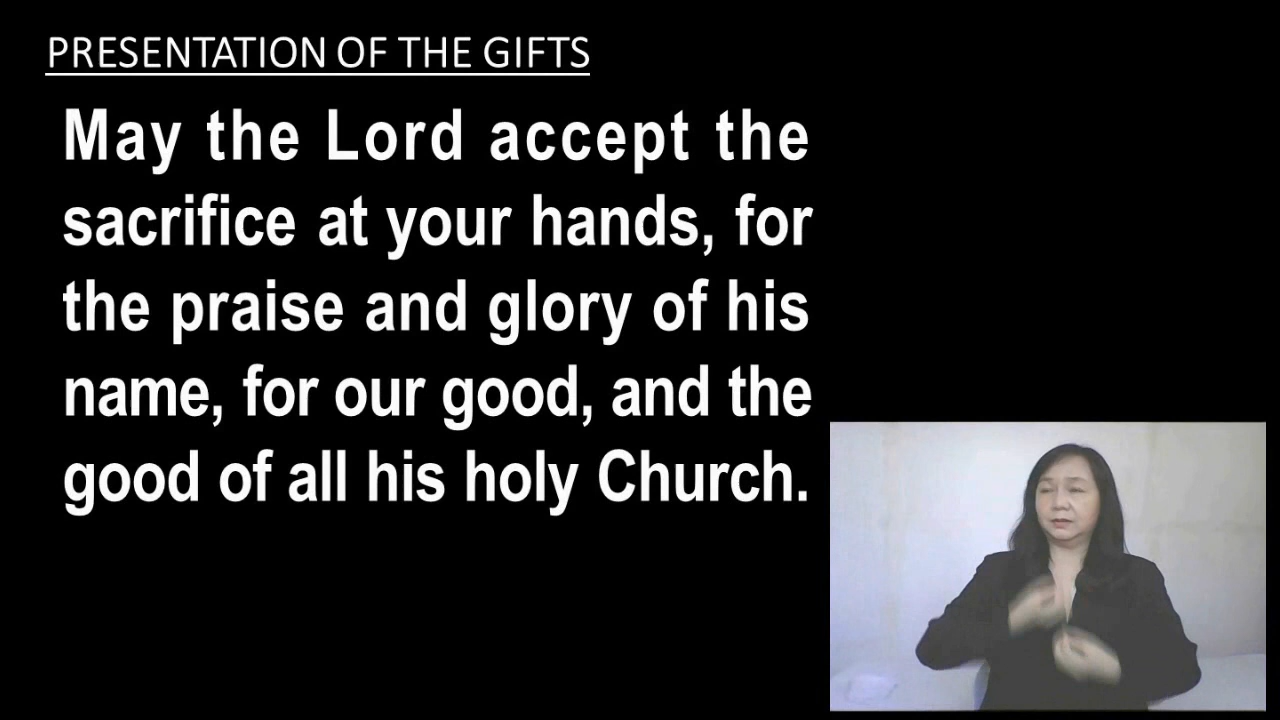 PRESENTATION OF THE GIFTS
May the Lord accept the
sacrifice at your hands, for
the praise and glory of his
name, for our good, and the
good of all his holy Church.